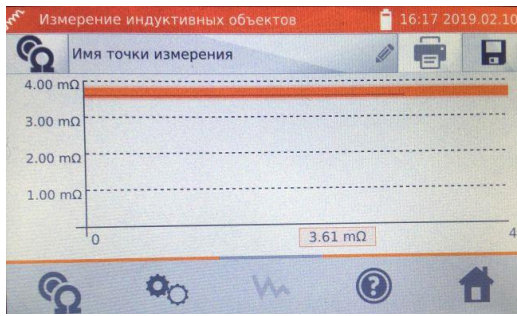 Измерение индуктивных объектов 16:17 2019.02.10
Имя точки измерения
4.00 mΩ
3.00 mΩ
2.00 mΩ
1.00 mΩ
0 3.61 mΩ 4